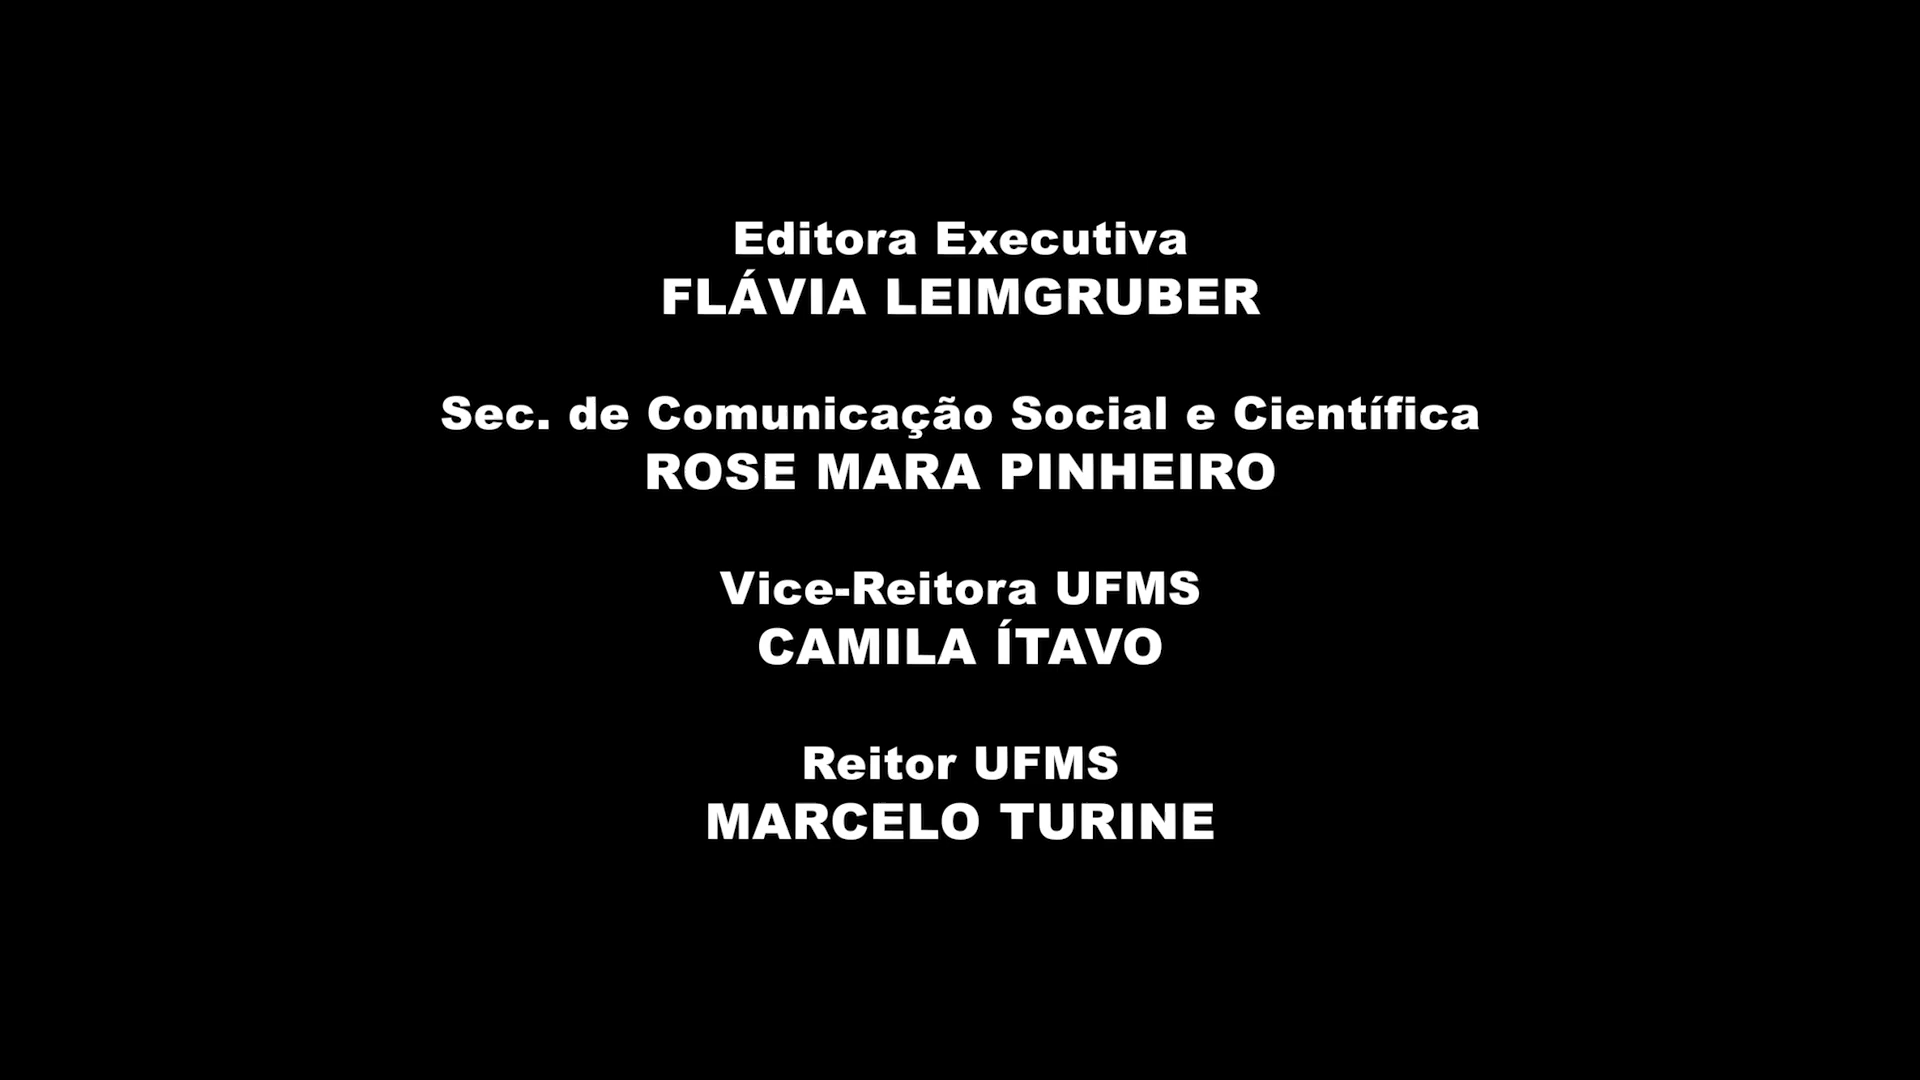 Editora Executiva
FLÁVIA LEIMGRUBER
Sec. de Comunicação Social e Científica
ROSE MARA PINHEIRO
Vice-Reitora UFMS
CAMILA ÍTAVO
Reitor UFMS
MARCELO TURINE